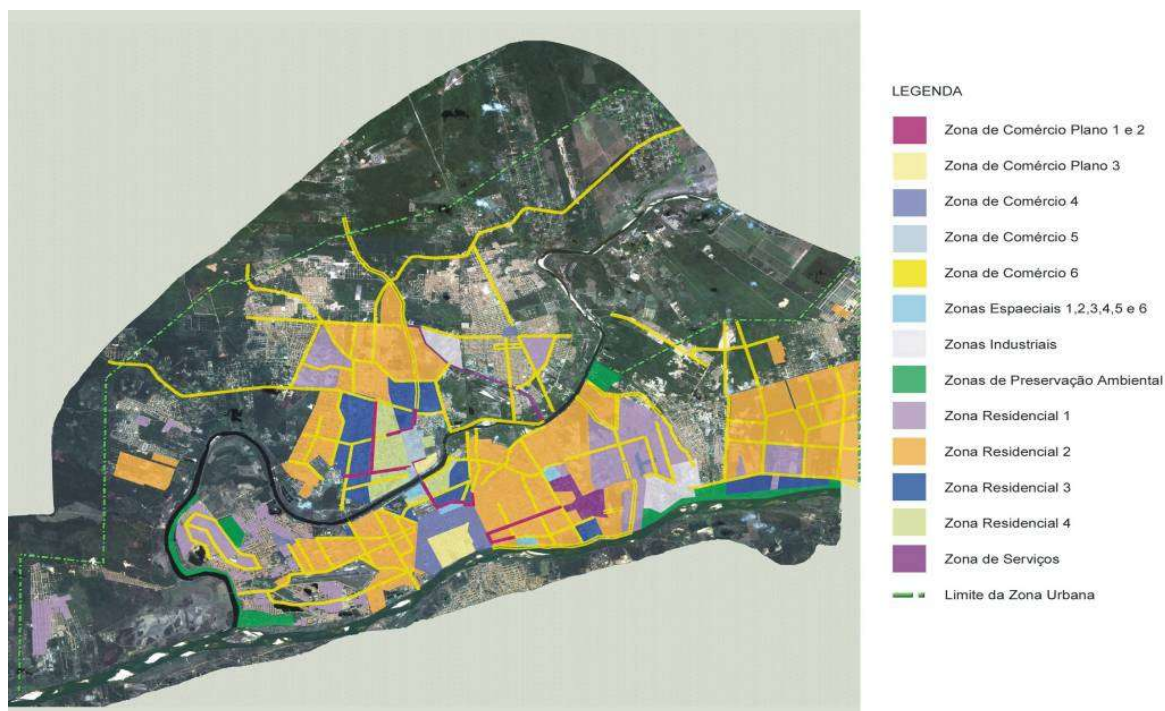 LEGENDA
Zona de Comércio Plano 1 e 2
Zona de Comércio Plano 3
Zona de Comércio 4
Zona de Comércio 5
Zona de Comércio 6
Zonas Espaeciais 1,2,3,4,5 e 6
Zonas Industriais
Zonas de Preservação Ambiental
Zona Residencial 1
Zona Residencial 2
Zona Residencial 3
Zona Residencial 4
Zona de Serviços
Limite da Zona Urbana